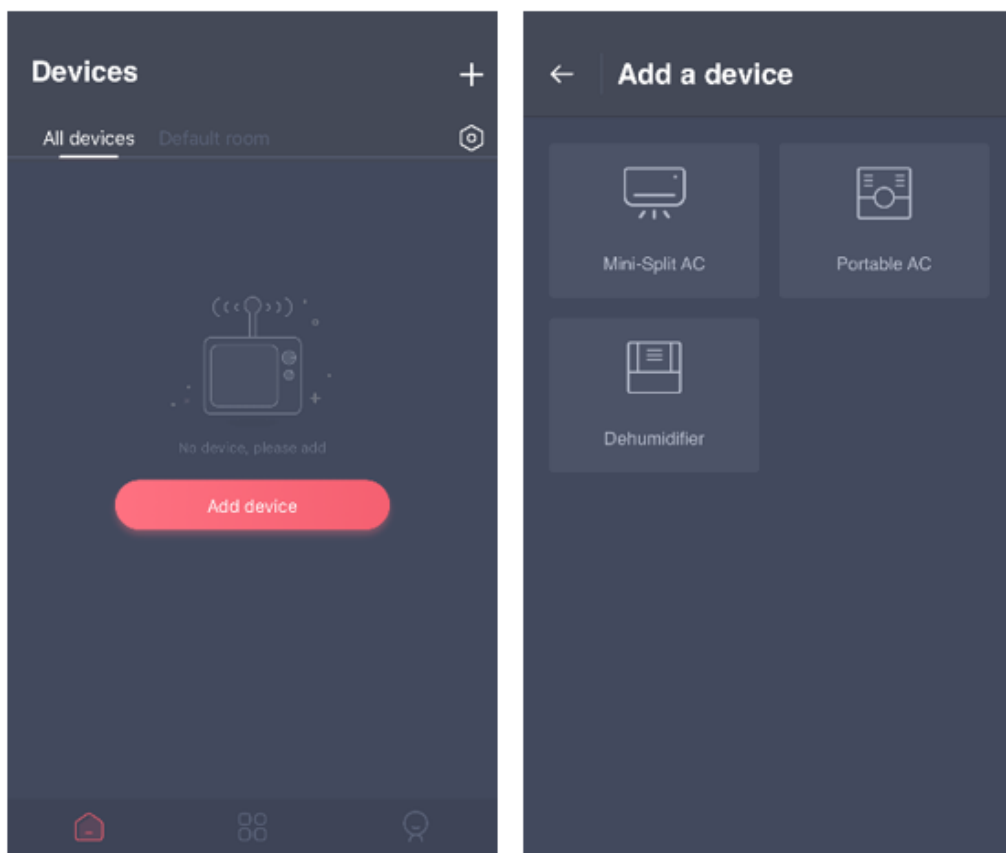 Devices
All devices
Default room
No device, please add
Add device
Add a device
Mini-Split AC
Portable AC
Dehumidifier